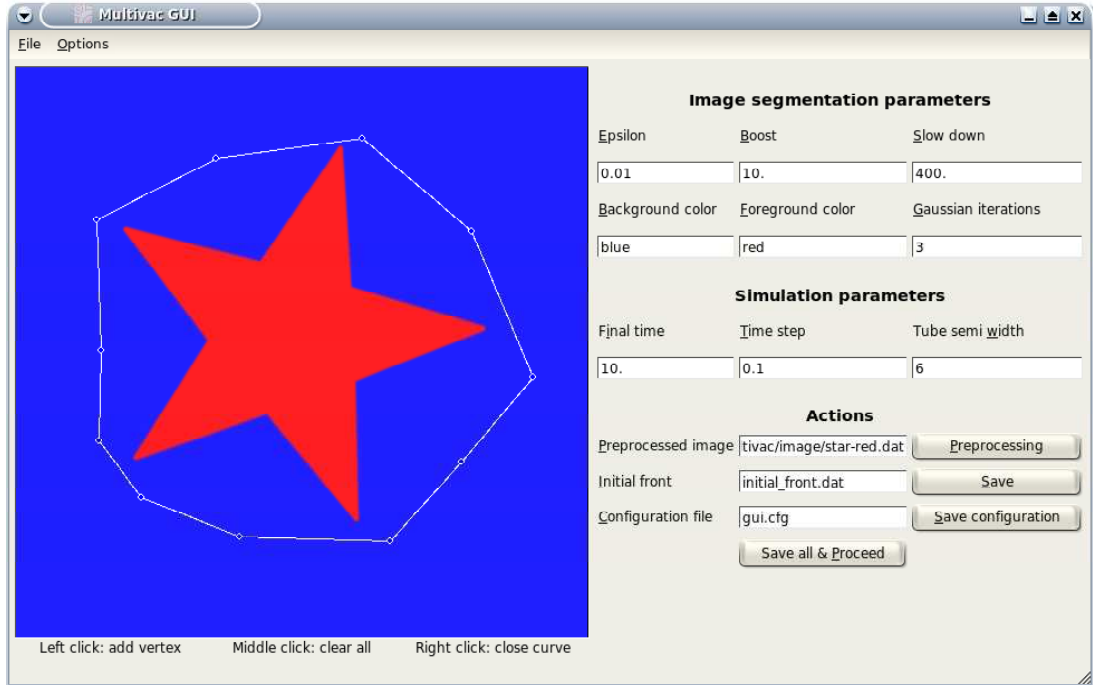 Multivac GUI
File Options
Image segmentation parameters
Epsilon Boost Slow down
0.01 10. 400.
Background color Foreground color Gaussian iterations
blue red 3
Simulation parameters
Final time Time step Tube semi width
10. 0.1 6
Actions
Preprocessed image tivac/image/star-red.dat Preprocessing
Initial front initial_front.dat Save
Configuration file gui.cfg Save configuration
Save all & Proceed
Left click: add vertex Middle click: clear all Right click: close curve